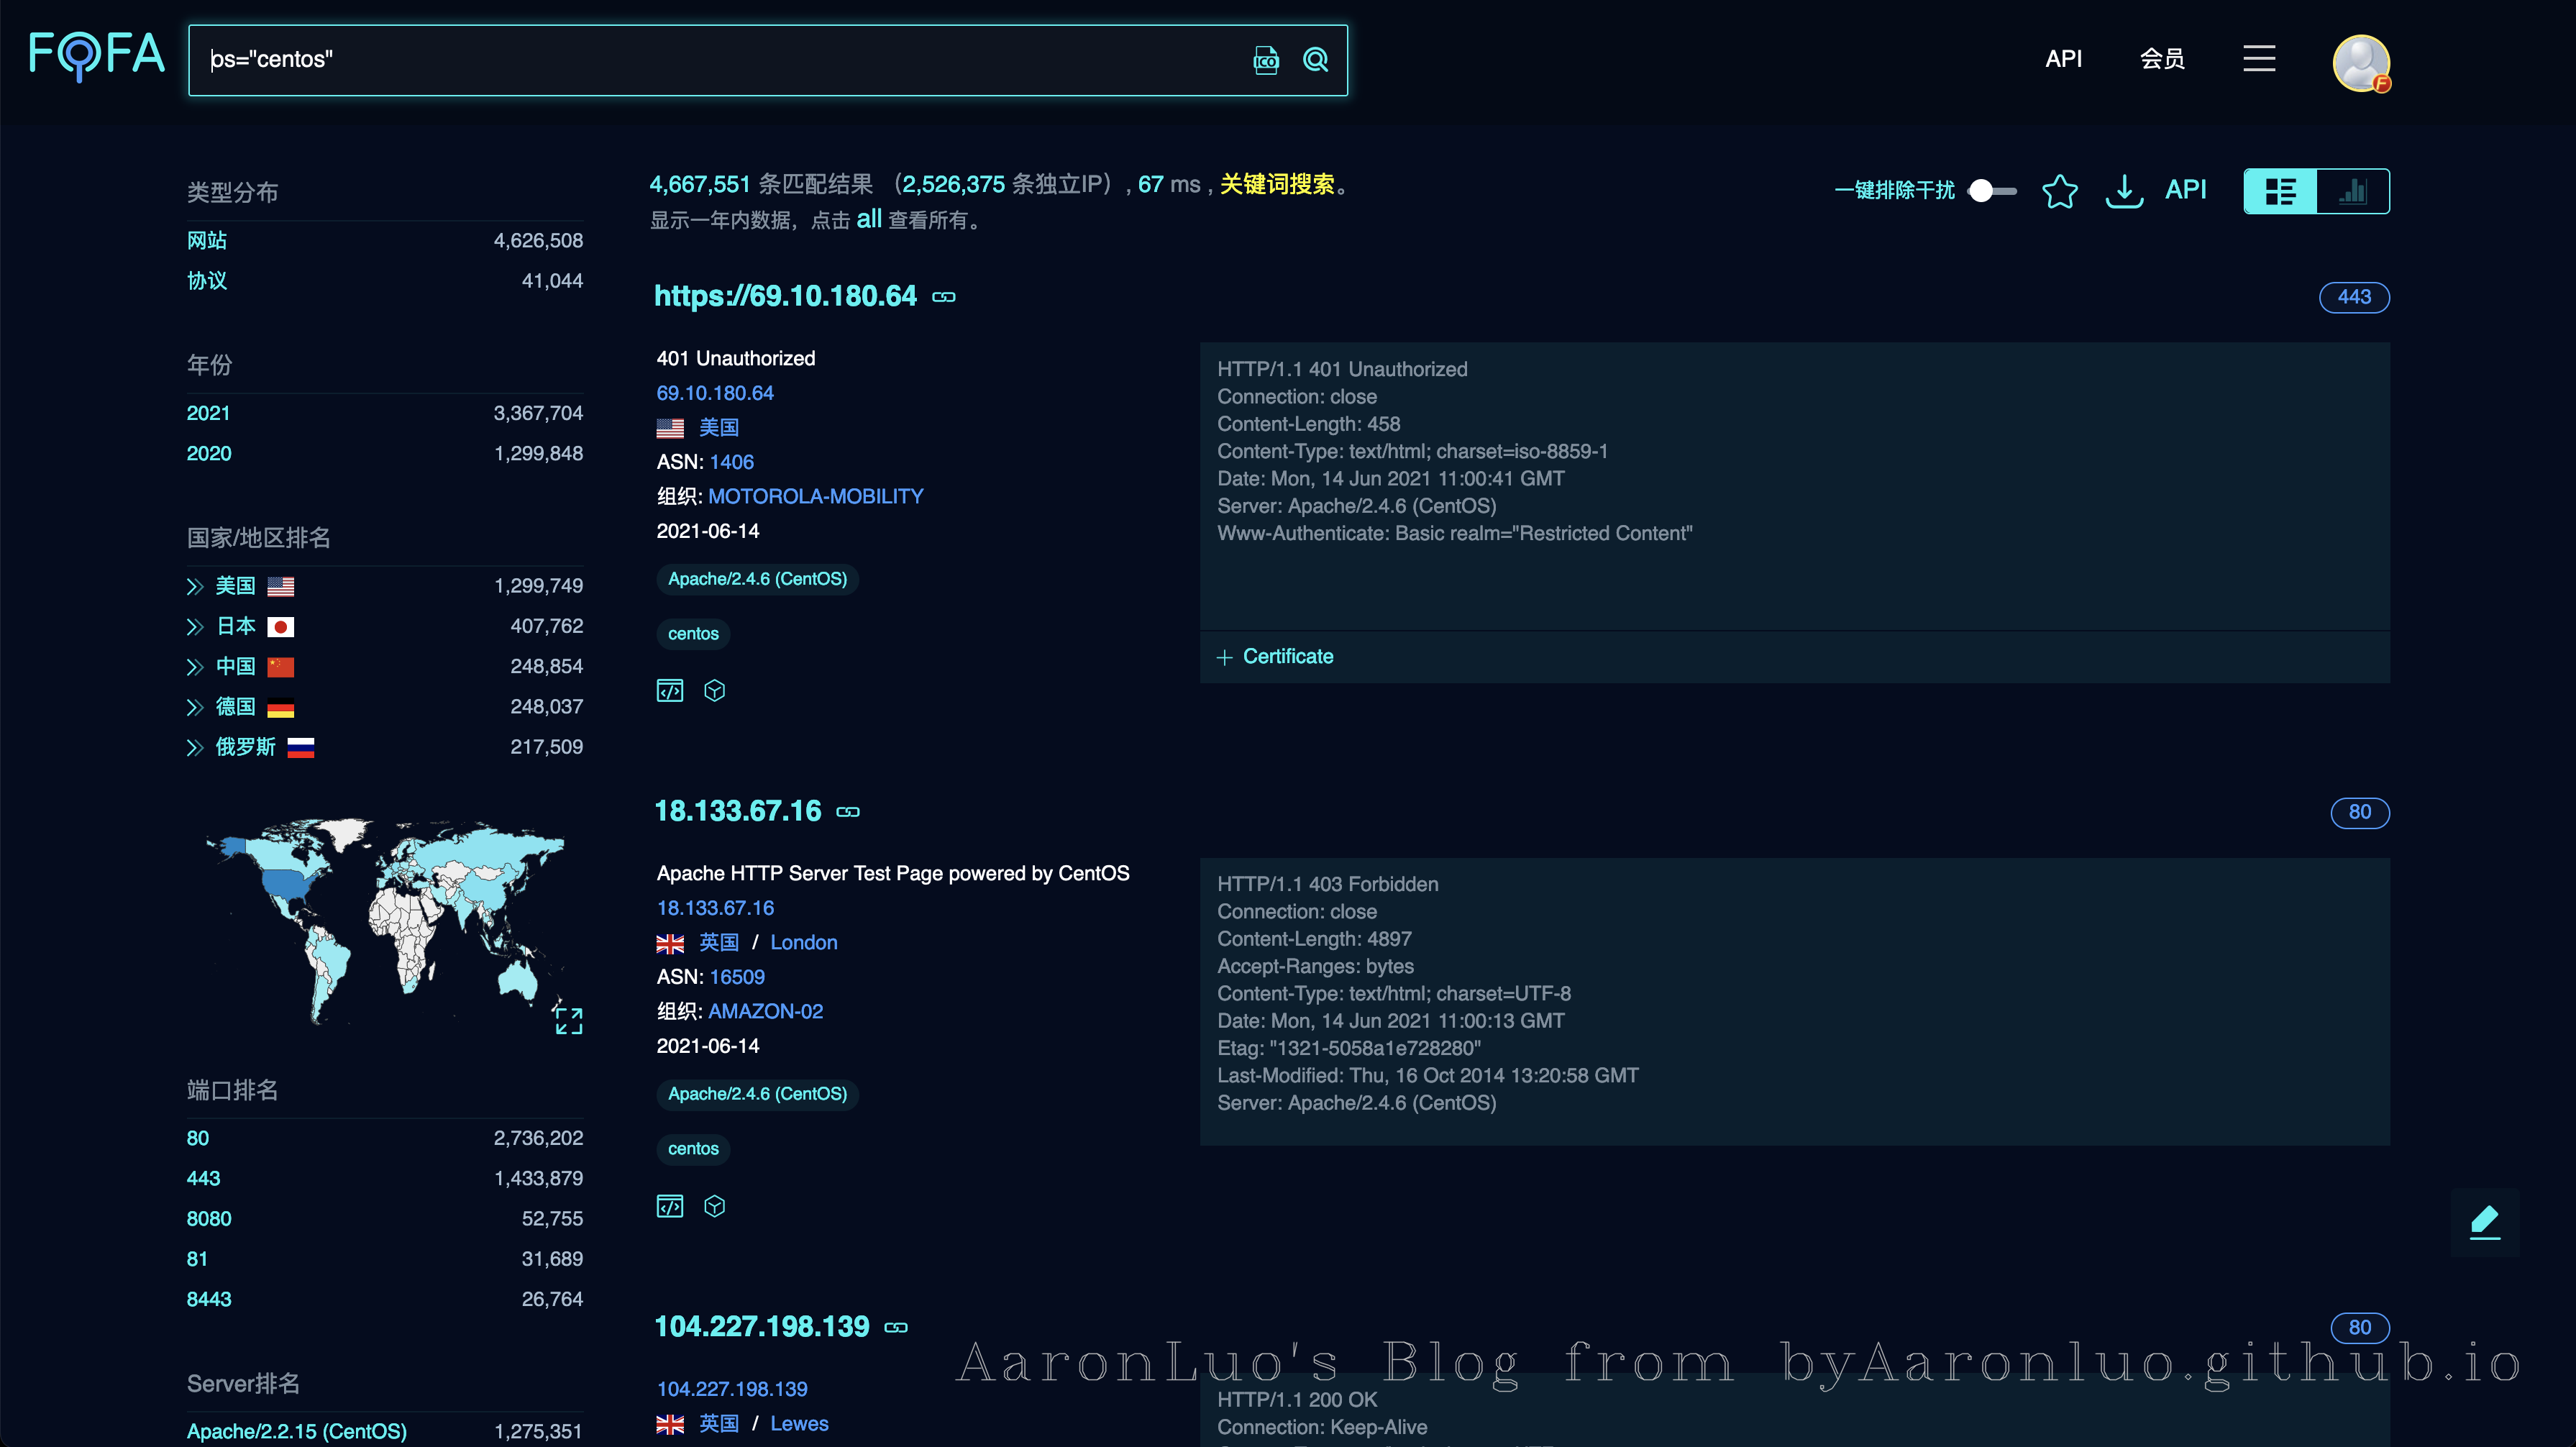 FOFA
os="centos"
ICO
API
会员
F
类型分布
网站 4,626,508
协议 41,044
年份
2021 3,367,704
2020 1,299,848
国家/地区排名
美国 1,299,749
日本 407,762
中国 248,854
德国 248,037
俄罗斯 217,509
端口排名
80 2,736,202
443 1,433,879
8080 52,755
81 31,689
8443 26,764
Server排名
Apache/2.2.15 (CentOS) 1,275,351
4,667,551 条匹配结果 （2,526,375 条独立IP）, 67 ms , 关键词搜索。
显示一年内数据，点击 all 查看所有。
一键排除干扰
API
https://69.10.180.64
443
401 Unauthorized
69.10.180.64
美国
ASN: 1406
组织: MOTOROLA-MOBILITY
2021-06-14
Apache/2.4.6 (CentOS)
centos
HTTP/1.1 401 Unauthorized
Connection: close
Content-Length: 458
Content-Type: text/html; charset=iso-8859-1
Date: Mon, 14 Jun 2021 11:00:41 GMT
Server: Apache/2.4.6 (CentOS)
Www-Authenticate: Basic realm="Restricted Content"
+ Certificate
18.133.67.16
80
Apache HTTP Server Test Page powered by CentOS
18.133.67.16
英国 / London
ASN: 16509
组织: AMAZON-02
2021-06-14
Apache/2.4.6 (CentOS)
centos
HTTP/1.1 403 Forbidden
Connection: close
Content-Length: 4897
Accept-Ranges: bytes
Content-Type: text/html; charset=UTF-8
Date: Mon, 14 Jun 2021 11:00:13 GMT
Etag: "1321-5058a1e728280"
Last-Modified: Thu, 16 Oct 2014 13:20:58 GMT
Server: Apache/2.4.6 (CentOS)
104.227.198.139
80
104.227.198.139
英国 / Lewes
HTTP/1.1 200 OK
Connection: Keep-Alive
AaronLuo's Blog from byAaronluo.github.io